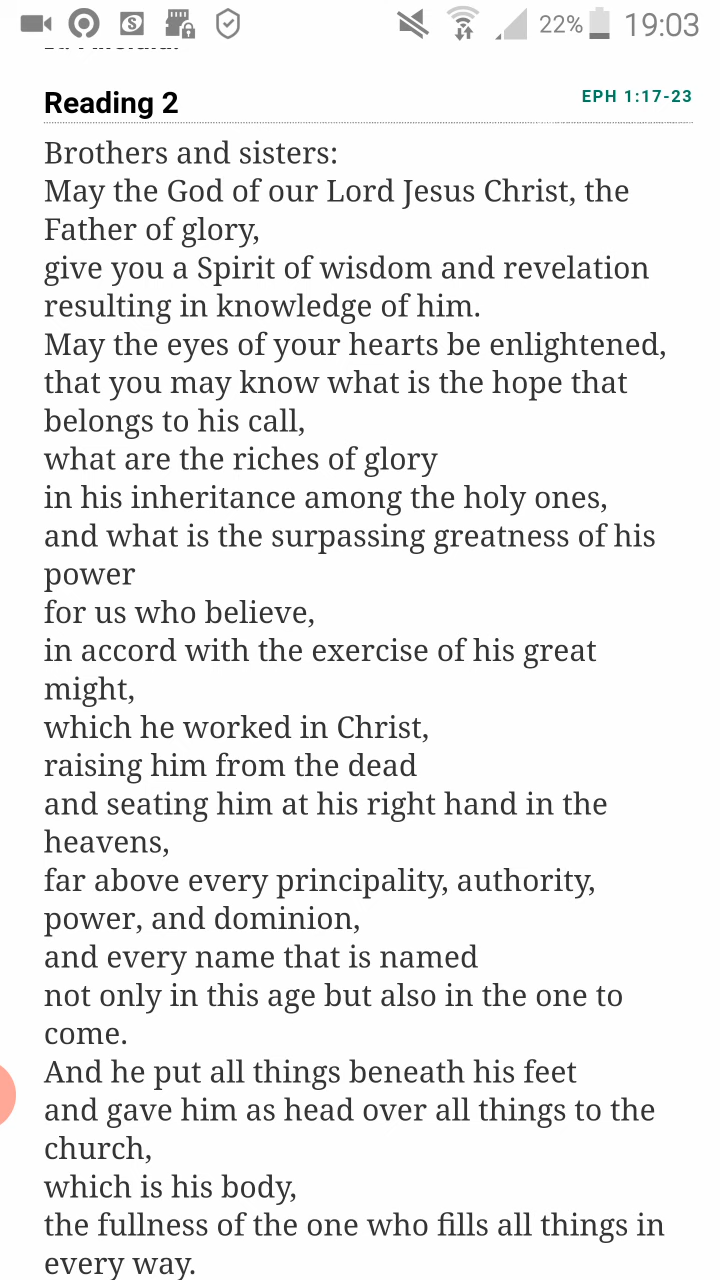 22% 19:03
Reading 2
EPH 1:17-23
Brothers and sisters:
May the God of our Lord Jesus Christ, the
Father of glory,
give you a Spirit of wisdom and revelation
resulting in knowledge of him.
May the eyes of your hearts be enlightened,
that you may know what is the hope that
belongs to his call,
what are the riches of glory
in his inheritance among the holy ones,
and what is the surpassing greatness of his
power
for us who believe,
in accord with the exercise of his great
might,
which he worked in Christ,
raising him from the dead
and seating him at his right hand in the
heavens,
far above every principality, authority,
power, and dominion,
and every name that is named
not only in this age but also in the one to
come.
And he put all things beneath his feet
and gave him as head over all things to the
church,
which is his body,
the fullness of the one who fills all things in
every way.